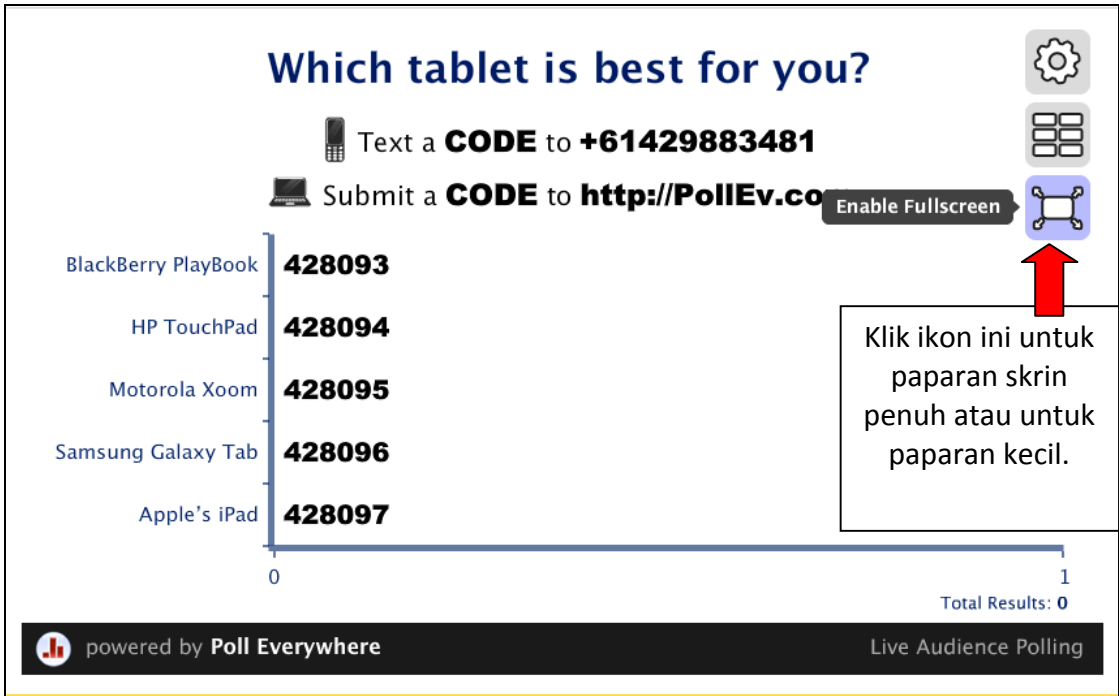 Which tablet is best for you?
Text a CODE to +61429883481
Submit a CODE to http://PollEv.co
Enable Fullscreen
BlackBerry PlayBook 428093
HP TouchPad 428094
Motorola Xoom 428095
Samsung Galaxy Tab 428096
Apple's iPad 428097
Klik ikon ini untuk
paparan skrin
penuh atau untuk
paparan kecil.
0 1
Total Results: 0
powered by Poll Everywhere Live Audience Polling